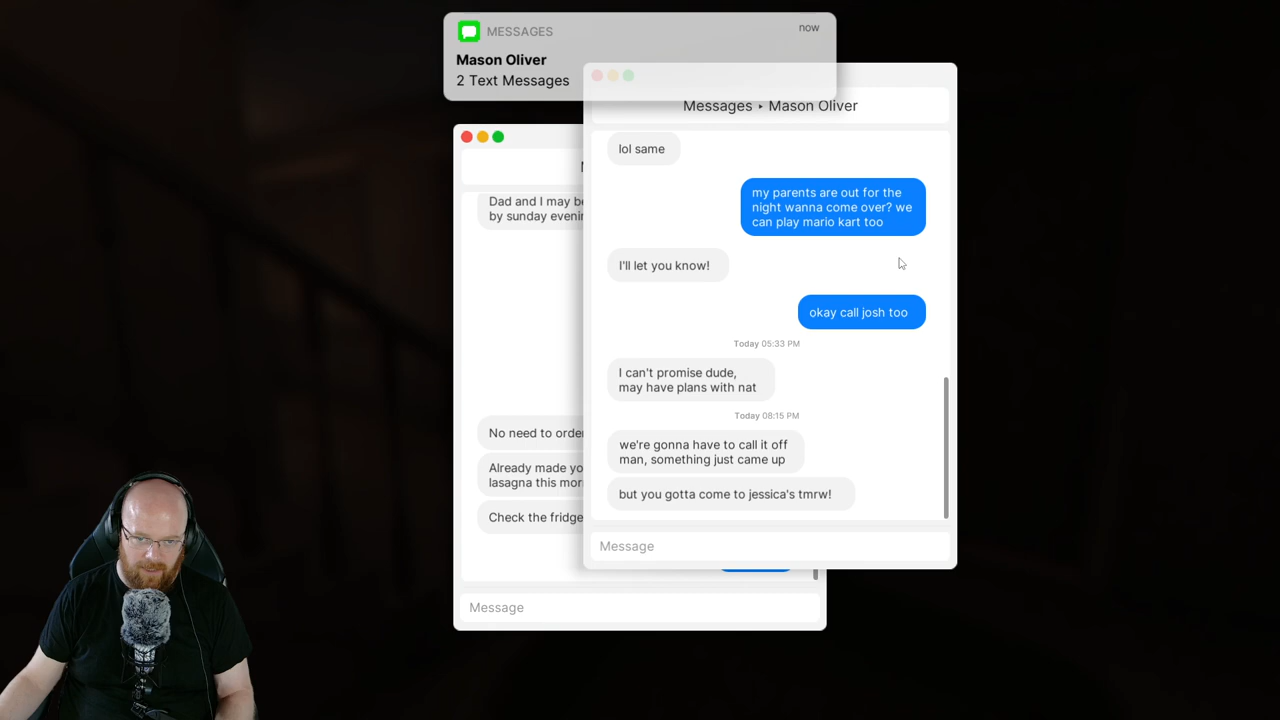 MESSAGES
now
Mason Oliver
2 Text Messages
Messages ▸ Mason Oliver
lol same
my parents are out for the
night wanna come over? we
can play mario kart too
I'll let you know!
okay call josh too
Today 05:33 PM
I can't promise dude,
may have plans with nat
Today 08:15 PM
we're gonna have to call it off
man, something just came up
but you gotta come to jessica's tmrw!
Message
Dad and I may be
by sunday
No need to
Already made
lasagna this
Check the fridge
Message